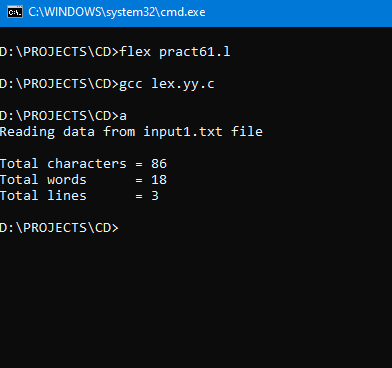 C:\WINDOWS\system32\cmd.exe
D:\PROJECTS\CD>flex pract61.l
D:\PROJECTS\CD>gcc lex.yy.c
D:\PROJECTS\CD>a
Reading data from input1.txt file
Total characters = 86
Total words      = 18
Total lines      = 3
D:\PROJECTS\CD>